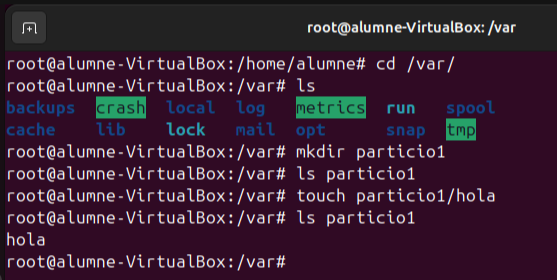 root@alumne-VirtualBox: /var
root@alumne-VirtualBox:/home/alumne# cd /var/
root@alumne-VirtualBox:/var# ls
backups crash local log metrics run spool
cache lib lock mail opt snap tmp
root@alumne-VirtualBox:/var# mkdir particio1
root@alumne-VirtualBox:/var# ls particio1
root@alumne-VirtualBox:/var# touch particio1/hola
root@alumne-VirtualBox:/var# ls particio1
hola
root@alumne-VirtualBox:/var#